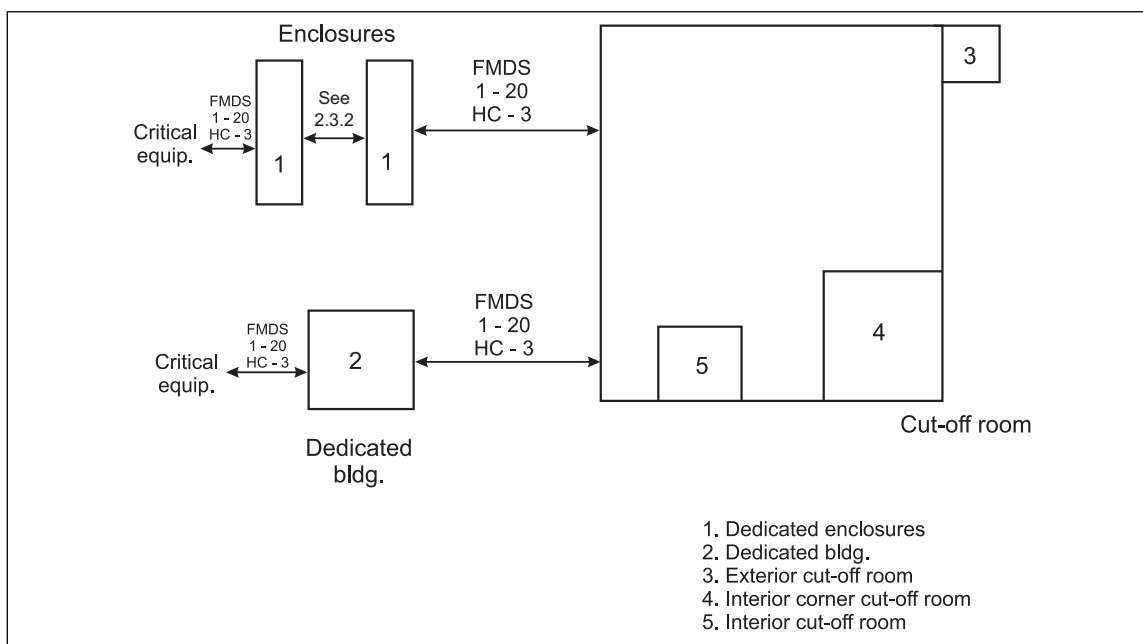 Enclosures
FMDS
1 - 20
HC - 3
Critical
equip.
1
See
2.3.2
1
FMDS
1 - 20
HC - 3
3
FMDS
1 - 20
HC - 3
Critical
equip.
2
FMDS
1 - 20
HC - 3
5
4
Dedicated
bldg.
Cut-off room
1. Dedicated enclosures
2. Dedicated bldg.
3. Exterior cut-off room
4. Interior corner cut-off room
5. Interior cut-off room